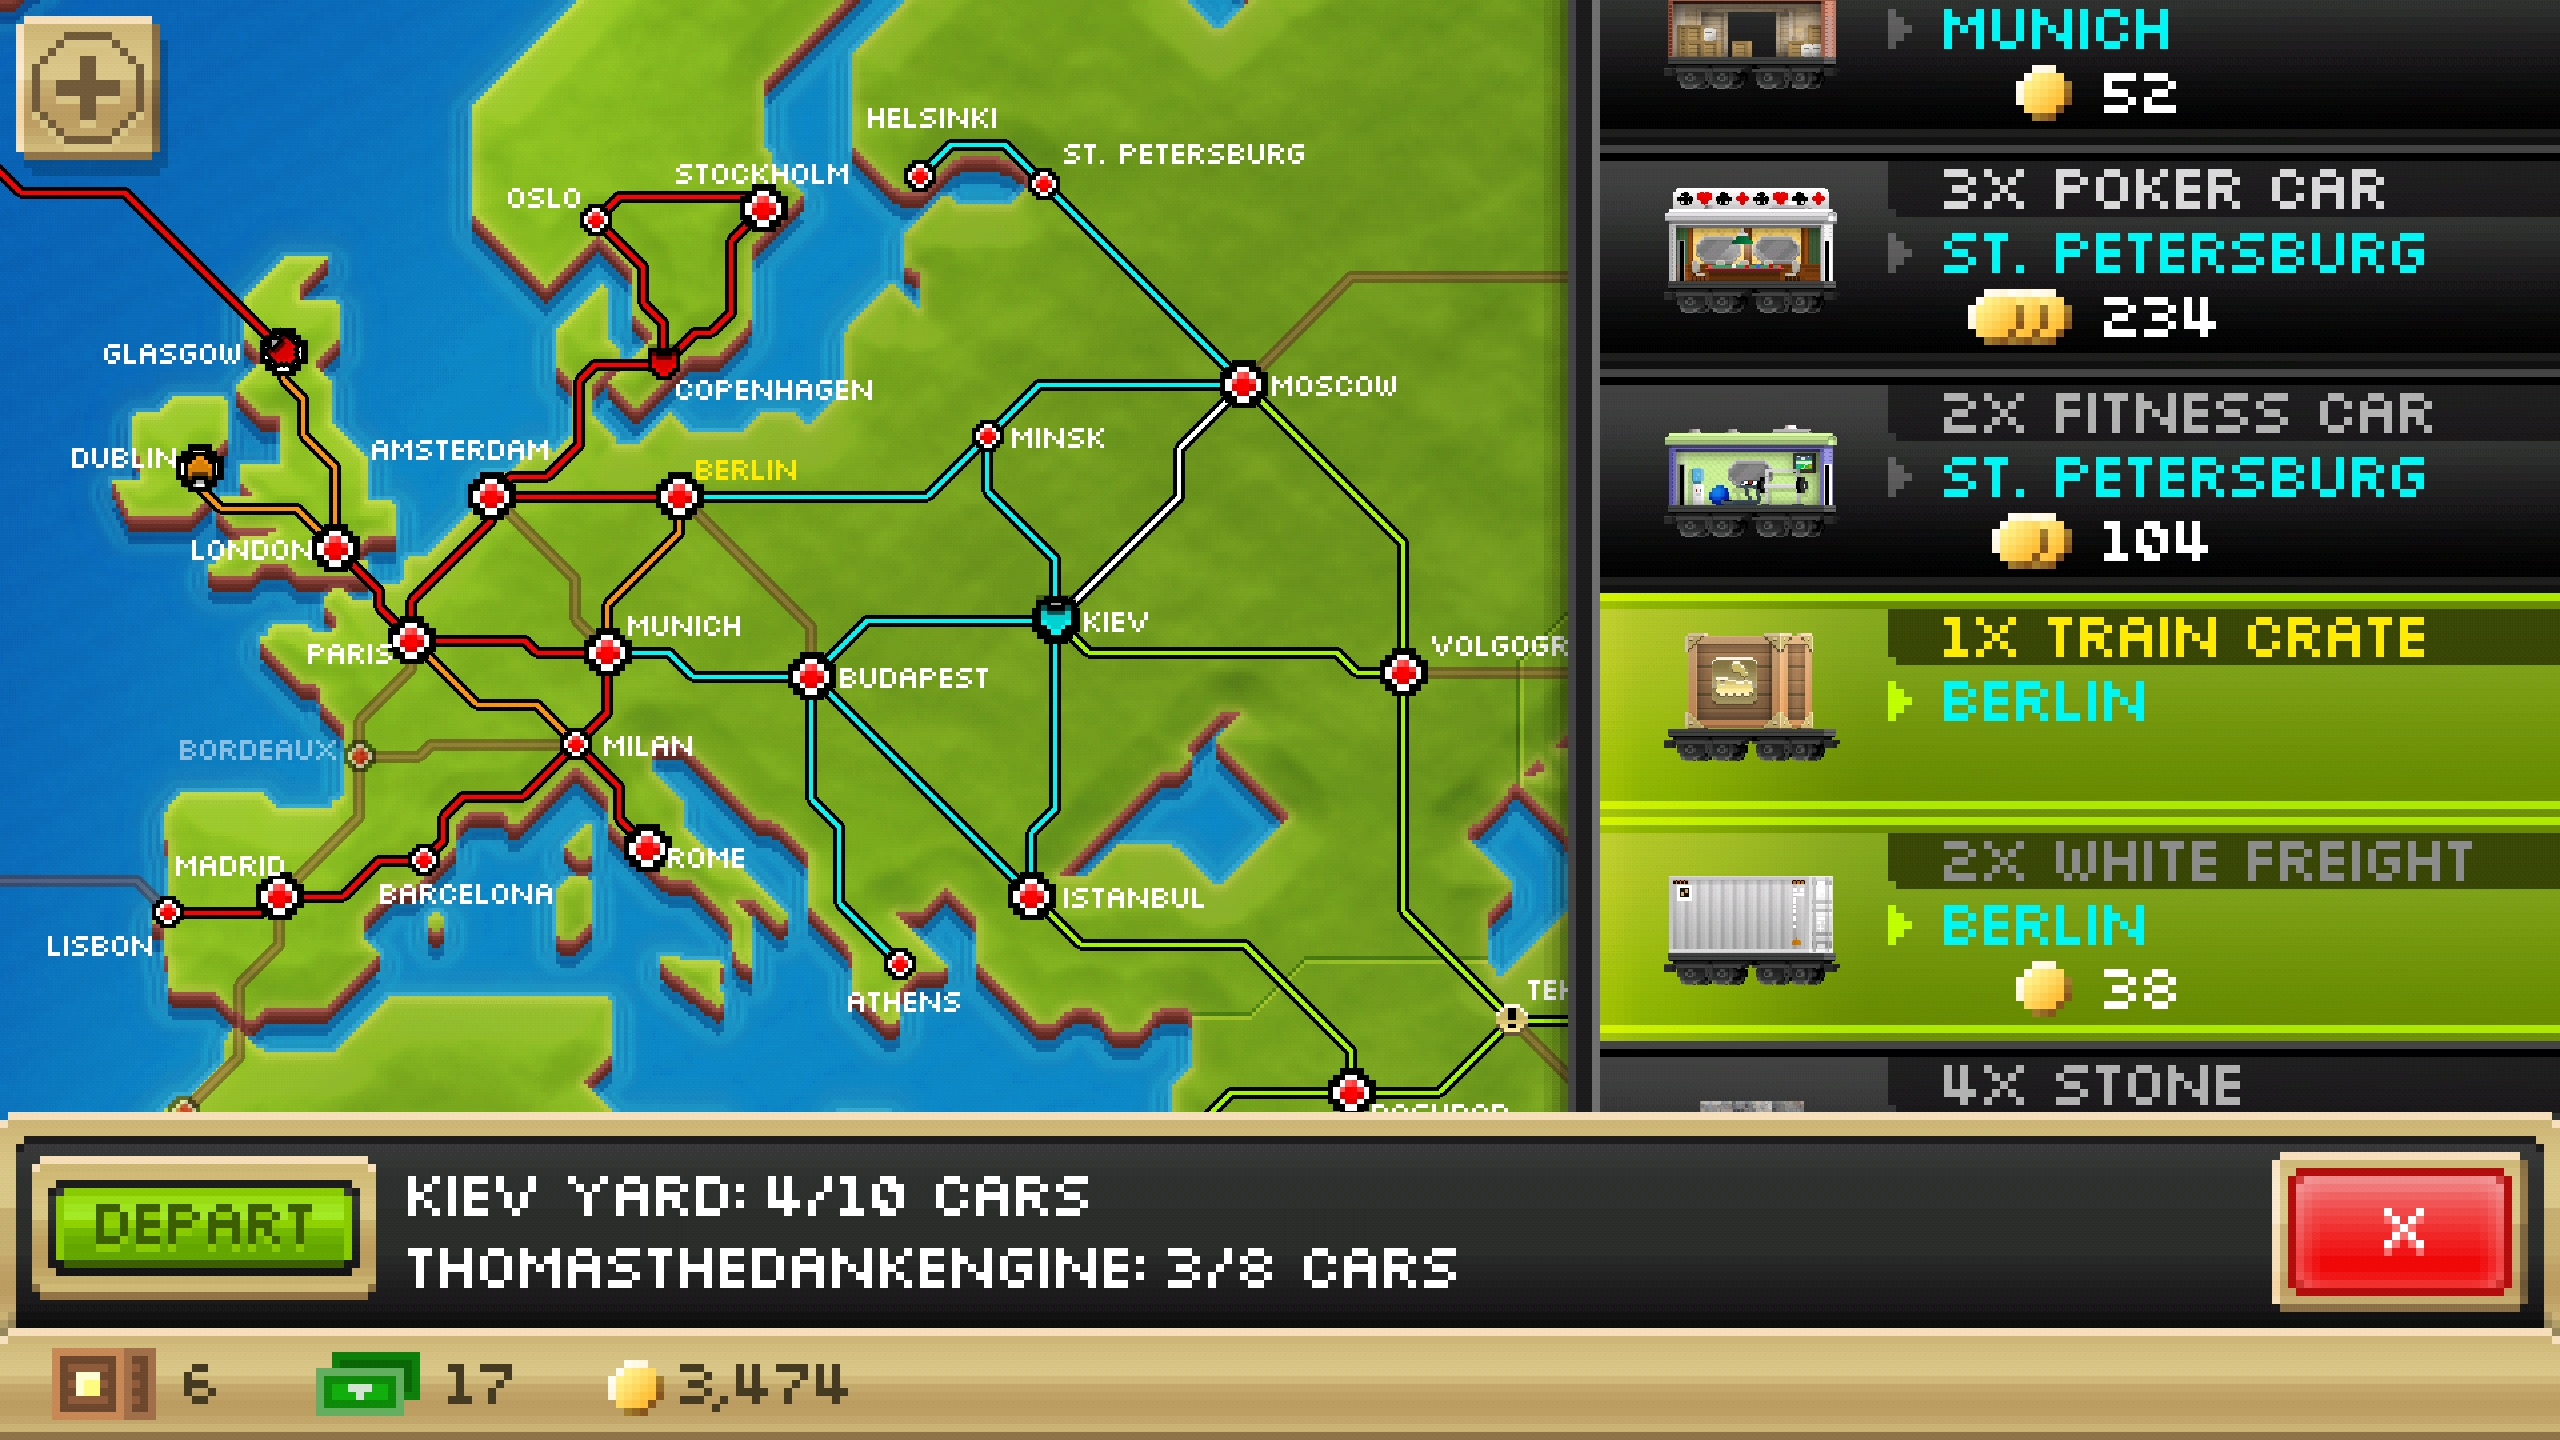 HELSINKI
ST. PETERSBURG
STOCKHOLM
OSLO
GLASGOW
COPENHAGEN
MOSCOW
MINSK
DUBLIN
AMSTERDAM
BERLIN
LONDON
PARIS
MUNICH
KIEV
BUDAPEST
VOLGOGR
BORDEAUX
MILAN
MADRID
ROME
BARCELONA
ISTANBUL
LISBON
ATHENS
TEH
MUNICH
52
3X POKER CAR
ST. PETERSBURG
234
2X FITNESS CAR
ST. PETERSBURG
104
1X TRAIN CRATE
BERLIN
2X WHITE FREIGHT
BERLIN
38
4X STONE
DEPART
KIEV YARD: 4/10 CARS
THOMASTHEDANKENGINE: 3/8 CARS
X
6
17
3,474